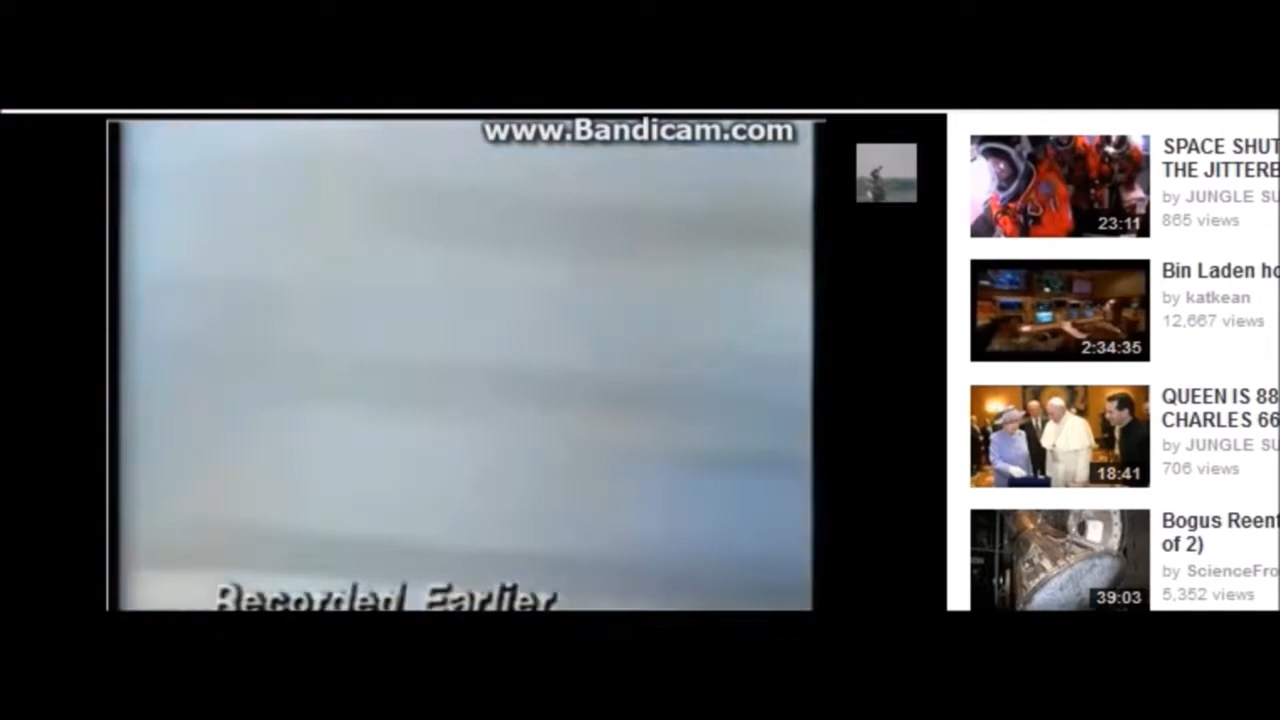 www.Bandicam.com
Recorded Earlier
SPACE SHUT
THE JITTERE
by JUNGLE SU
865 views
23:11
Bin Laden ho
by katkean
12,667 views
2:34:35
QUEEN IS 88
CHARLES 66
by JUNGLE SU
706 views
18:41
Bogus Reent
of 2)
by ScienceFro
5,352 views
39:03